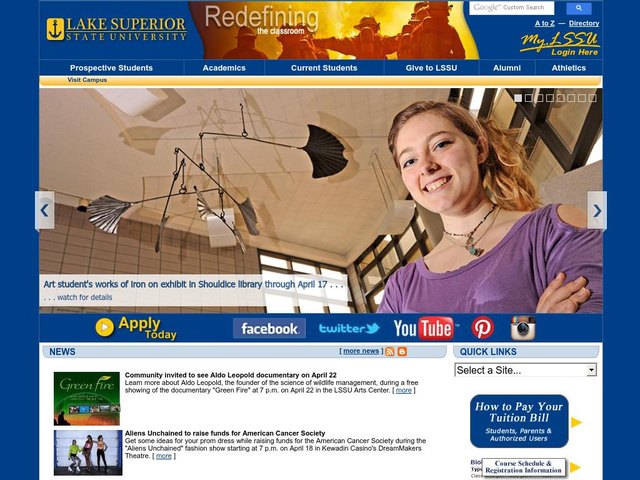 LAKE SUPERIOR
STATE UNIVERSITY
Redefining
the classroom
Google™ Custom Search
A to Z — Directory
My.LSSU
Login Here
Prospective Students
Academics
Current Students
Give to LSSU
Alumni
Athletics
Visit Campus
Art student's works of iron on exhibit in Shouldice library through April 17 . . .
. . . watch for details
Apply
Today
facebook
twitter
You Tube
NEWS
[ more news ]
QUICK LINKS
Select a Site...
Green Fire
Community invited to see Aldo Leopold documentary on April 22
Learn more about Aldo Leopold, the founder of the science of wildlife management, during a free
showing of the documentary "Green Fire" at 7 p.m. on April 22 in the LSSU Arts Center. [ more ]
Aliens Unchained to raise funds for American Cancer Society
Get some ideas for your prom dress while raising funds for the American Cancer Society during the
"Aliens Unchained" fashion show starting at 7 p.m. on April 18 in Kewadin Casino's DreamMakers
Theatre. [ more ]
How to Pay Your
Tuition Bill
Students, Parents &
Authorized Users
Course Schedule &
Registration Information